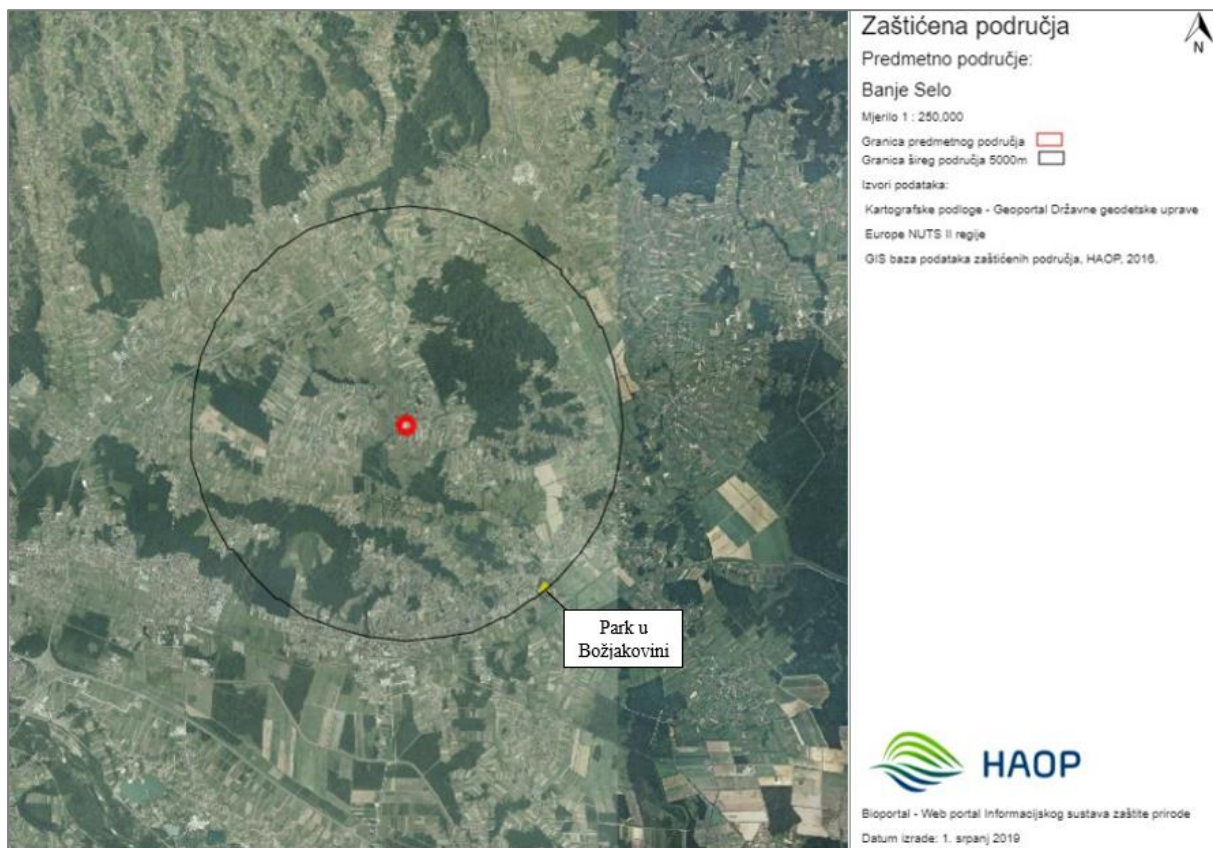 Zaštićena područja
N
Predmetno područje:
Banje Selo
Mjerilo 1 : 250,000
Granica predmetnog područja
Granica šireg područja 5000m
Izvori podataka:
Kartografske podloge - Geoportal Državne geodetske uprave
Europe NUTS II regije
GIS baza podataka zaštićenih područja, HAOP, 2016.
Park u
Božjakovini
HAOP
Bioportal - Web portal Informacijskog sustava zaštite prirode
Datum izrade: 1. srpanj 2019